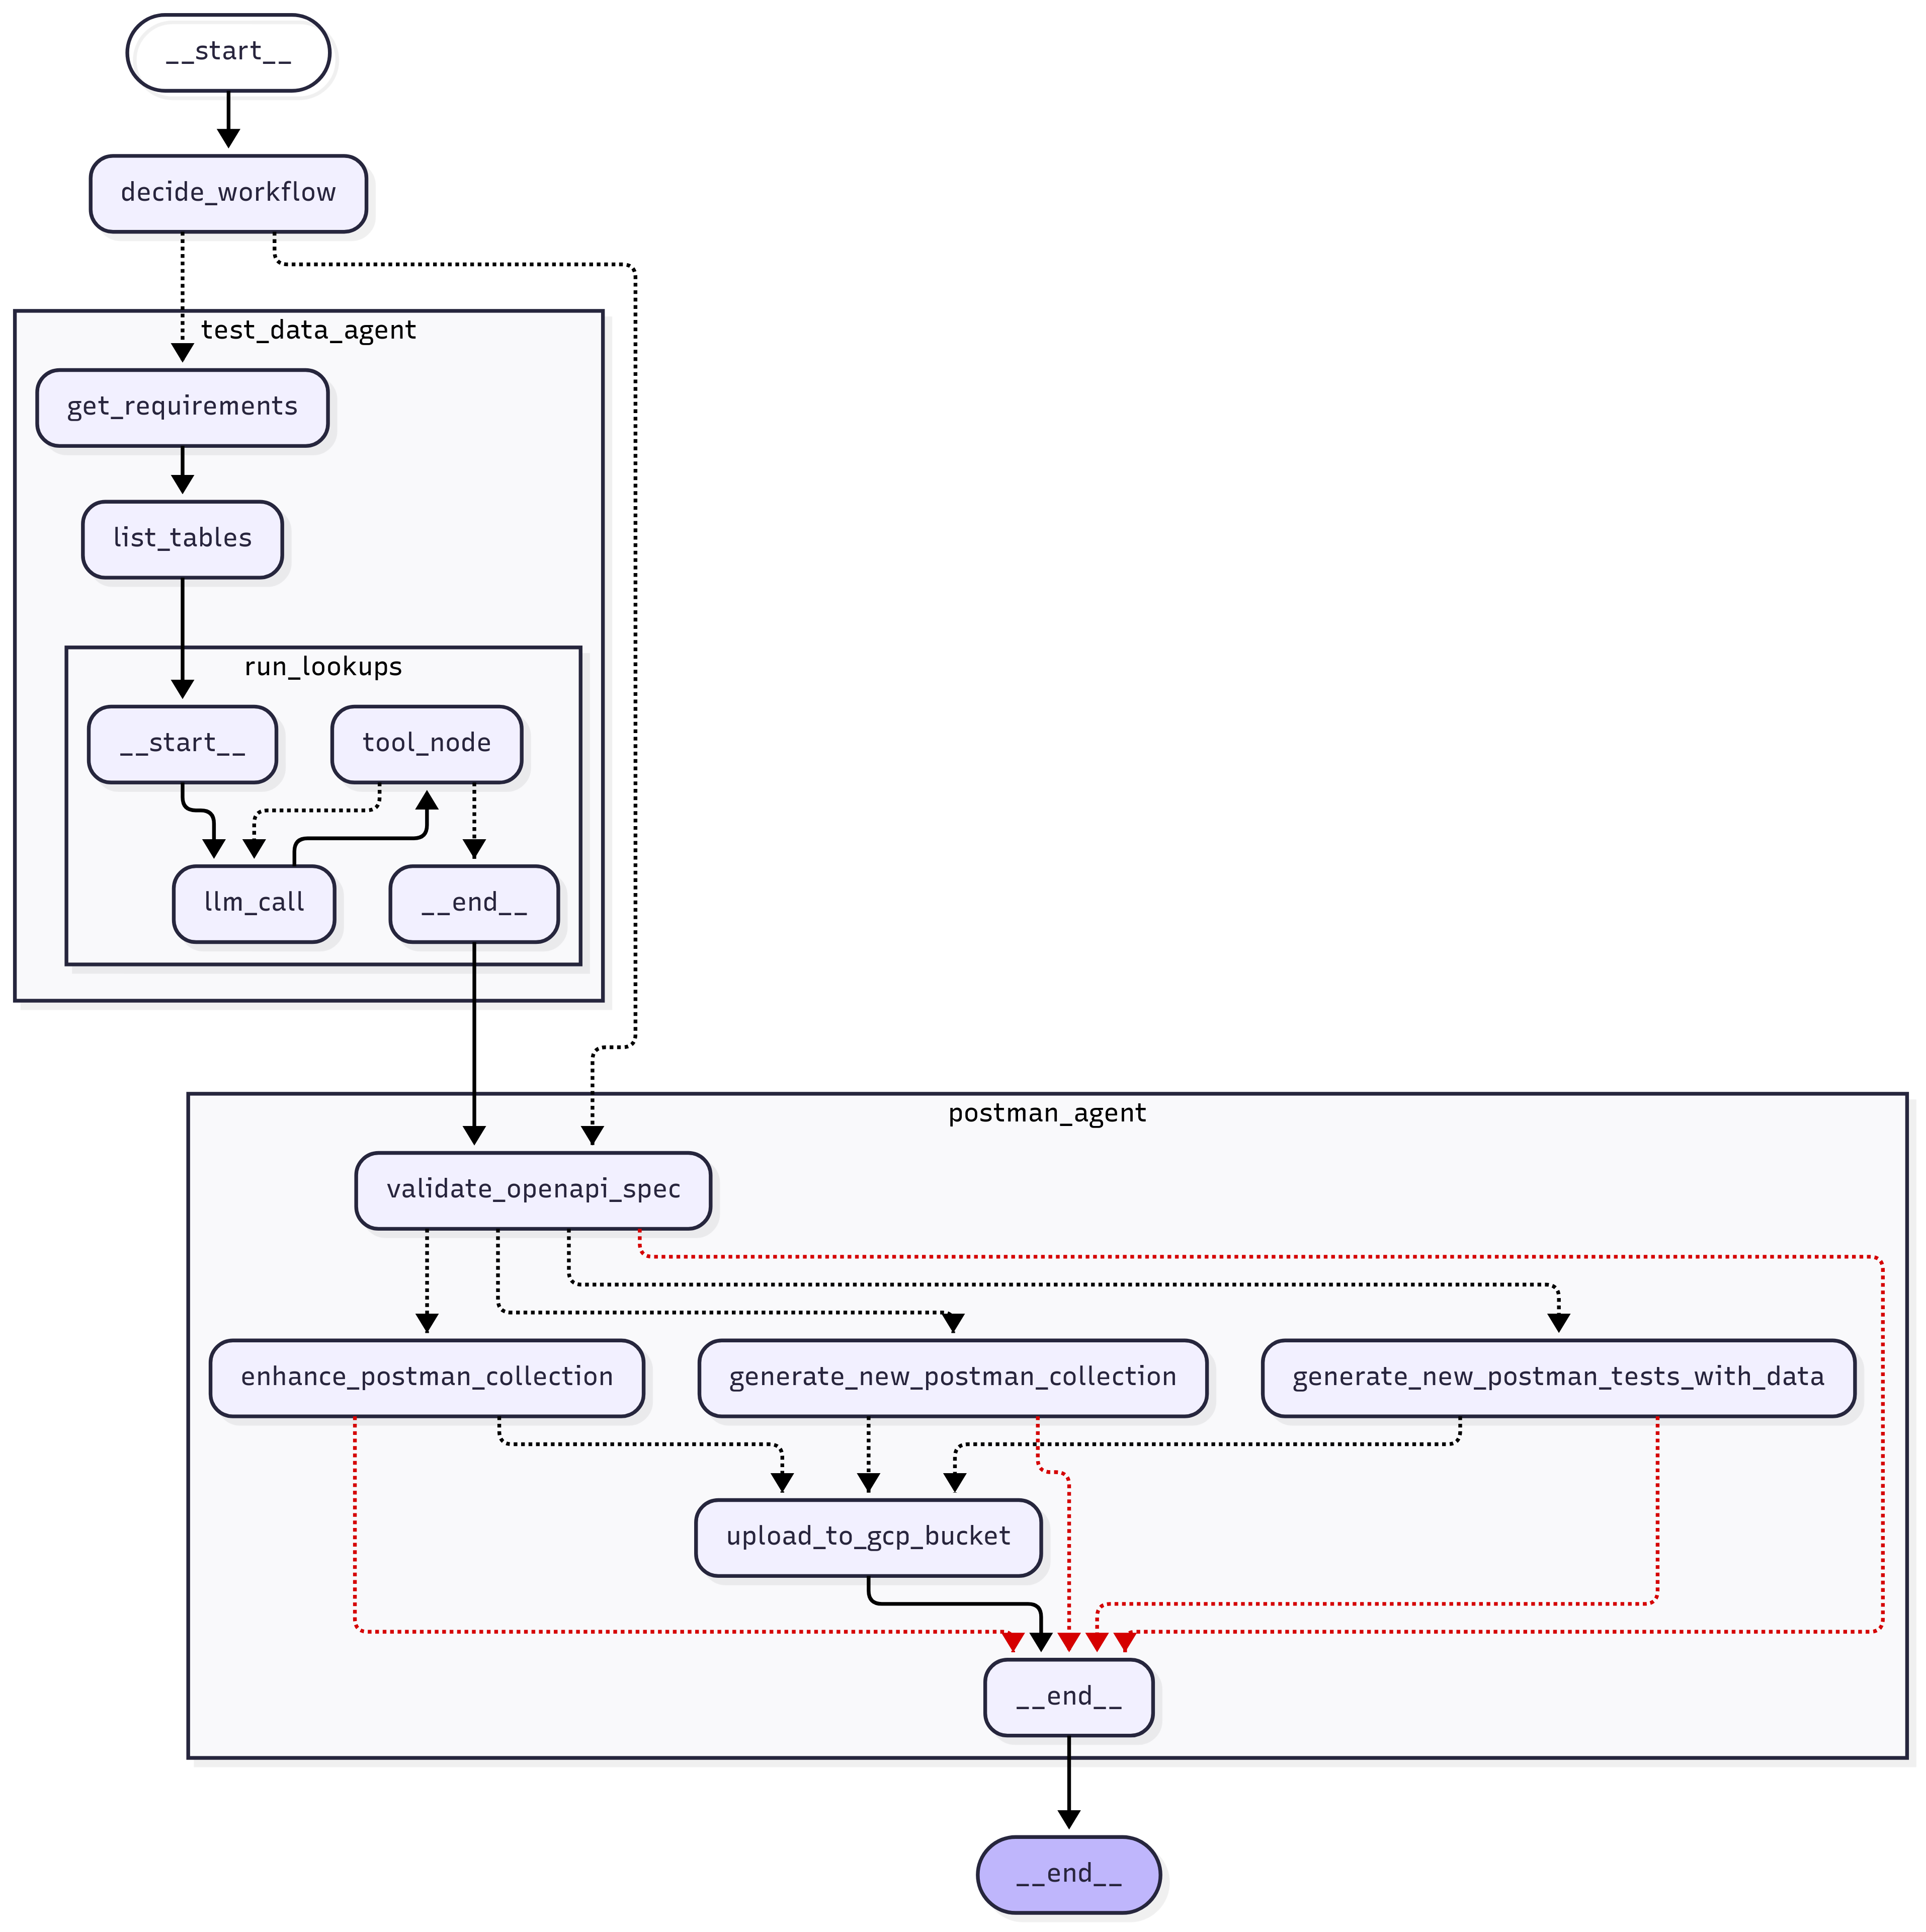 __start__
decide_workflow
test_data_agent
get_requirements
list_tables
run_lookups
__start__
tool_node
llm_call
__end__
postman_agent
validate_openapi_spec
enhance_postman_collection
generate_new_postman_collection
generate_new_postman_tests_with_data
upload_to_gcp_bucket
__end__
__end__